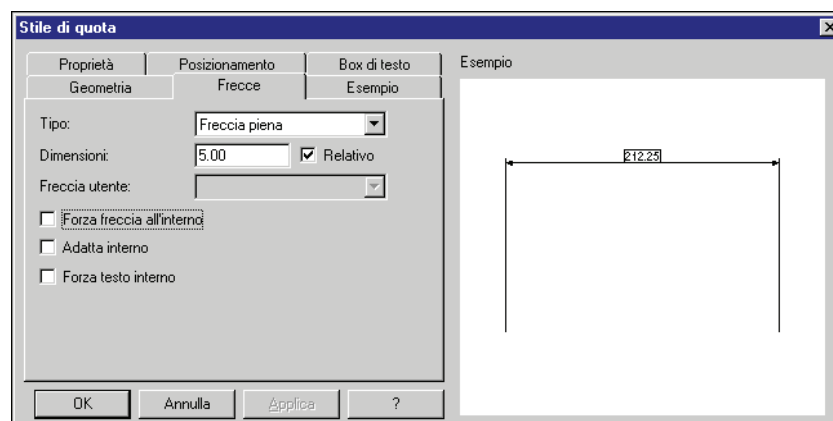 Stile di quota
Proprietà Posizionamento Box di testo
Geometria Frecce Esempio
Tipo: Freccia piena
Dimensioni: 5.00 Relativo
Freccia utente:
Forza freccia all'interno
Adatta interno
Forza testo interno
OK Annulla Applica ?
Esempio
212.25